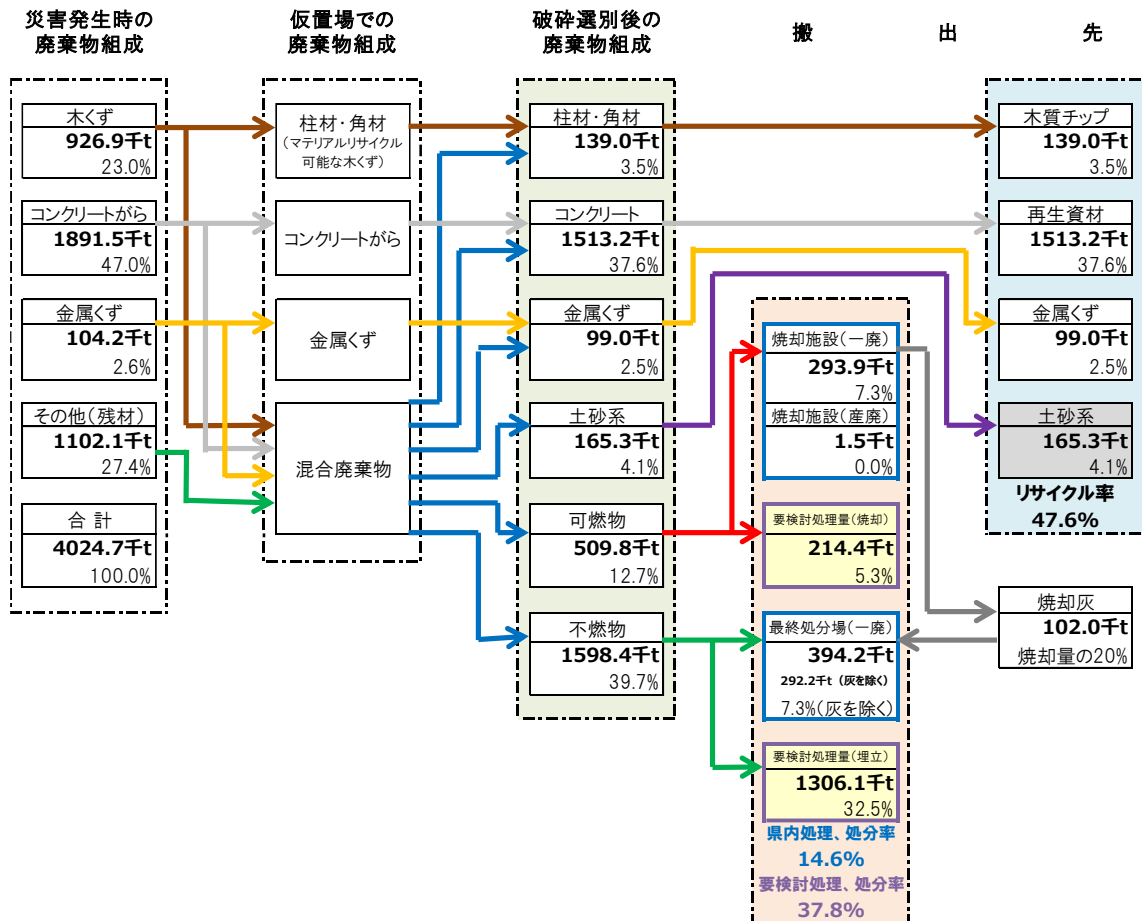 災害発生時の
廃棄物組成
仮置場での
廃棄物組成
破砕選別後の
廃棄物組成
搬 出 先
木くず
926.9千t
23.0%
コンクリートがら
1891.5千t
47.0%
金属くず
104.2千t
2.6%
その他(残材)
1102.1千t
27.4%
合 計
4024.7千t
100.0%
柱材・角材
(マテリアルリサイクル
可能な木くず)
コンクリートがら
金属くず
混合廃棄物
柱材・角材
139.0千t
3.5%
コンクリート
1513.2千t
37.6%
金属くず
99.0千t
2.5%
土砂系
165.3千t
4.1%
可燃物
509.8千t
12.7%
不燃物
1598.4千t
39.7%
焼却施設(一廃)
293.9千t
7.3%
焼却施設(産廃)
1.5千t
0.0%
要検討処理量(焼却)
214.4千t
5.3%
最終処分場(一廃)
394.2千t
292.2千t (灰を除く)
7.3%(灰を除く)
要検討処理量(埋立)
1306.1千t
32.5%
県内処理、処分率
14.6%
要検討処理、処分率
37.8%
木質チップ
139.0千t
3.5%
再生資材
1513.2千t
37.6%
金属くず
99.0千t
2.5%
土砂系
165.3千t
4.1%
リサイクル率
47.6%
焼却灰
102.0千t
焼却量の20%